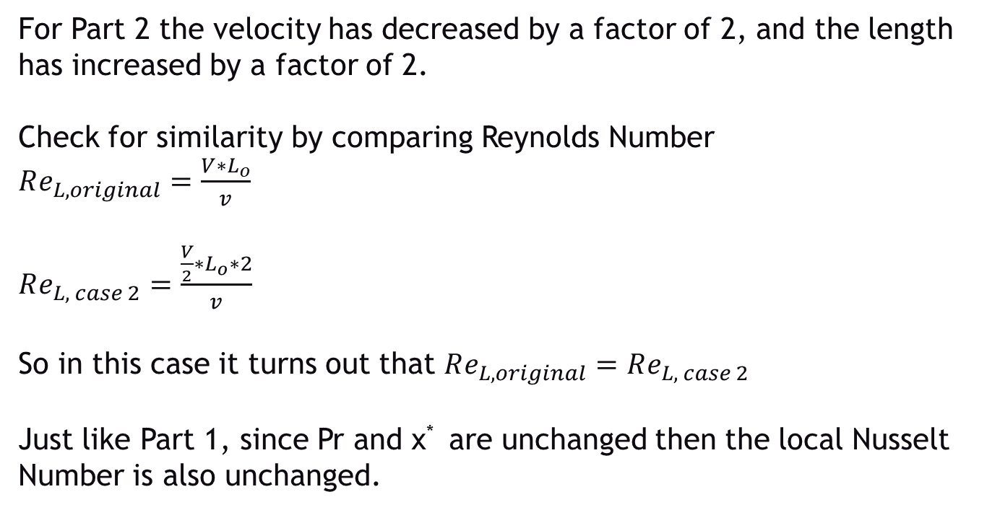 For Part 2 the velocity has decreased by a factor of 2, and the length
has increased by a factor of 2.
Check for similarity by comparing Reynolds Number
Re_{L,original} = \frac{V*L_o}{v}
Re_{L, case 2} = \frac{\frac{V}{2}*L_o*2}{v}
So in this case it turns out that Re_{L,original} = Re_{L, case 2}
Just like Part 1, since Pr and x^* are unchanged then the local Nusselt
Number is also unchanged.